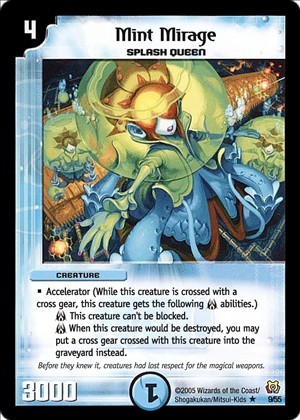 4
Mint Mirage
SPLASH QUEEN
CREATURE
▪ Accelerator (While this creature is crossed with a
cross gear, this creature gets the following abilities.)
This creature can't be blocked.
When this creature would be destroyed, you may
put a cross gear crossed with this creature into the
graveyard instead.
Before they knew it, creatures had lost respect for the magical weapons.
3000
©2005 Wizards of the Coast/
Shogakukan/Mitsui-Kids ★ 9/55